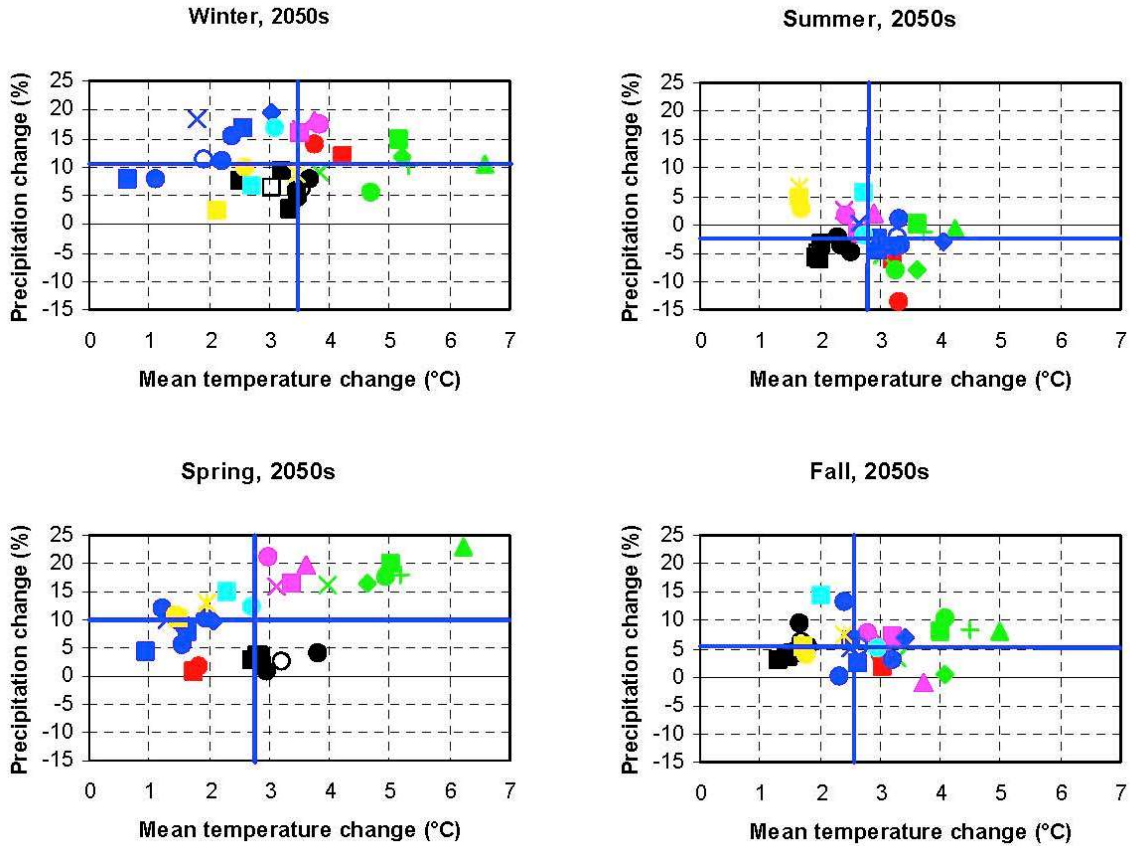 Winter, 2050s
Precipitation change (%)
25
20
15
10
5
0
-5
-10
-15
0 1 2 3 4 5 6 7
Mean temperature change (°C)
Summer, 2050s
Precipitation change (%)
25
20
15
10
5
0
-5
-10
-15
0 1 2 3 4 5 6 7
Mean temperature change (°C)
Spring, 2050s
Precipitation change (%)
25
20
15
10
5
0
-5
-10
-15
0 1 2 3 4 5 6 7
Mean temperature change (°C)
Fall, 2050s
Precipitation change (%)
25
20
15
10
5
0
-5
-10
-15
0 1 2 3 4 5 6 7
Mean temperature change (°C)